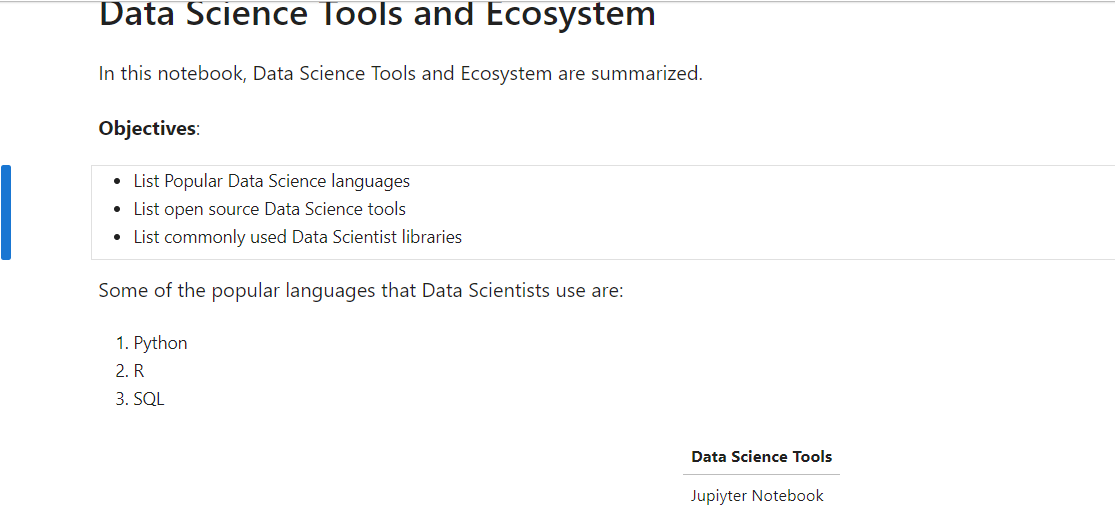 Data Science Tools and Ecosystem
In this notebook, Data Science Tools and Ecosystem are summarized.
Objectives:
• List Popular Data Science languages
• List open source Data Science tools
• List commonly used Data Scientist libraries
Some of the popular languages that Data Scientists use are:
1. Python
2. R
3. SQL
Data Science Tools
Jupiyter Notebook